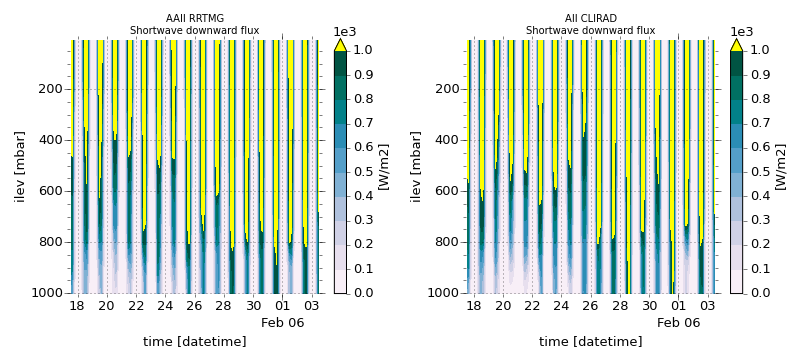 AAll RRTMG
Shortwave downward flux
1e3
1.0
0.9
0.8
0.7
0.6
0.5
0.4
0.3
0.2
0.1
0.0
[W/m2]
200
400
600
800
1000
ilev [mbar]
18 20 22 24 26 28 30 01 03
Feb 06
time [datetime]
All CLIRAD
Shortwave downward flux
1e3
1.0
0.9
0.8
0.7
0.6
0.5
0.4
0.3
0.2
0.1
0.0
[W/m2]
200
400
600
800
1000
ilev [mbar]
18 20 22 24 26 28 30 01 03
Feb 06
time [datetime]